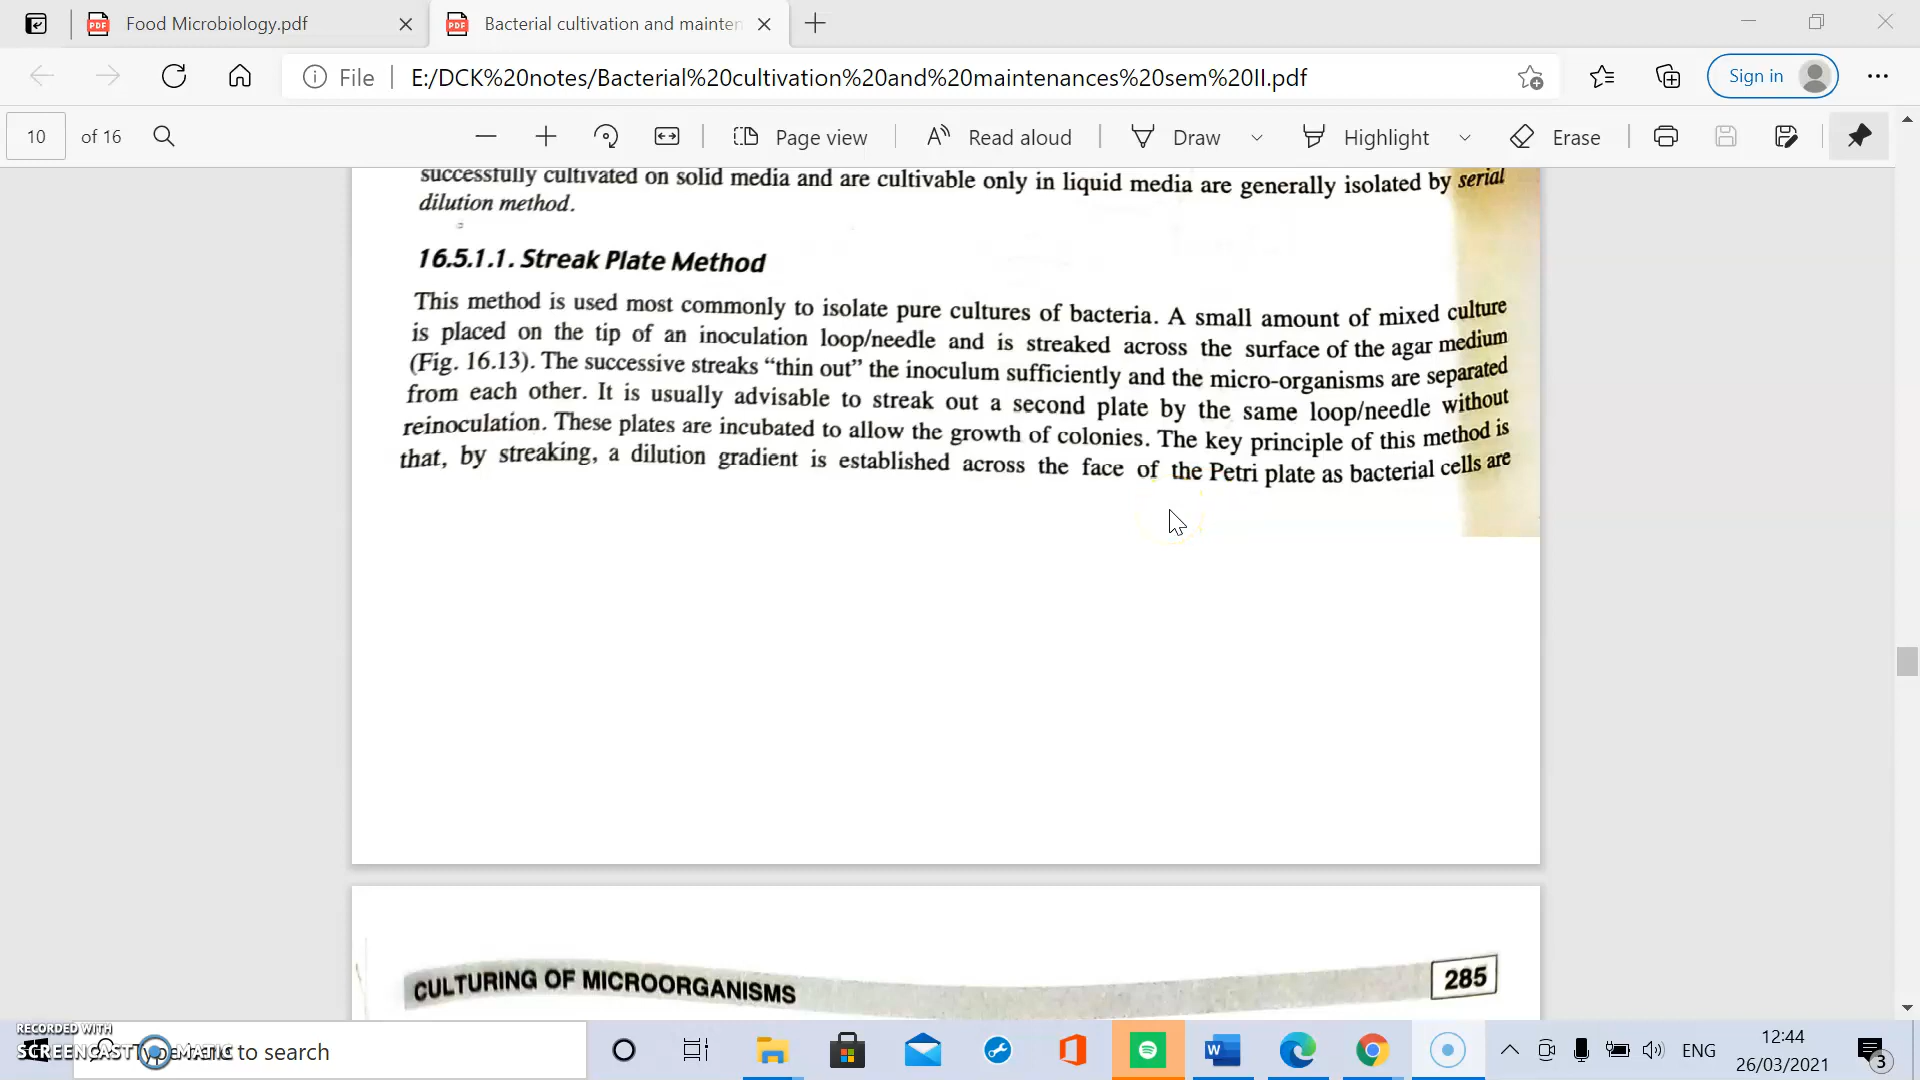 Food Microbiology.pdf
Bacterial cultivation and mainten
File
E:/DCK%20notes/Bacterial%20cultivation%20and%20maintenances%20sem%20II.pdf
Sign in
10 of 16
Page view
Read aloud
Draw
Highlight
Erase
successfully cultivated on solid media and are cultivable only in liquid media are generally isolated by serial
dilution method.
16.5.1.1. Streak Plate Method
This method is used most commonly to isolate pure cultures of bacteria. A small amount of mixed culture
is placed on the tip of an inoculation loop/needle and is streaked across the surface of the agar medium
(Fig. 16.13). The successive streaks “thin out” the inoculum sufficiently and the micro-organisms are separated
from each other. It is usually advisable to streak out a second plate by the same loop/needle without
reinoculation. These plates are incubated to allow the growth of colonies. The key principle of this method is
that, by streaking, a dilution gradient is established across the face of the Petri plate as bacterial cells are
CULTURING OF MICROORGANISMS
285
RECORDED WITH
SCREENCAST MATIC
to search
ENG
12:44
26/03/2021
3